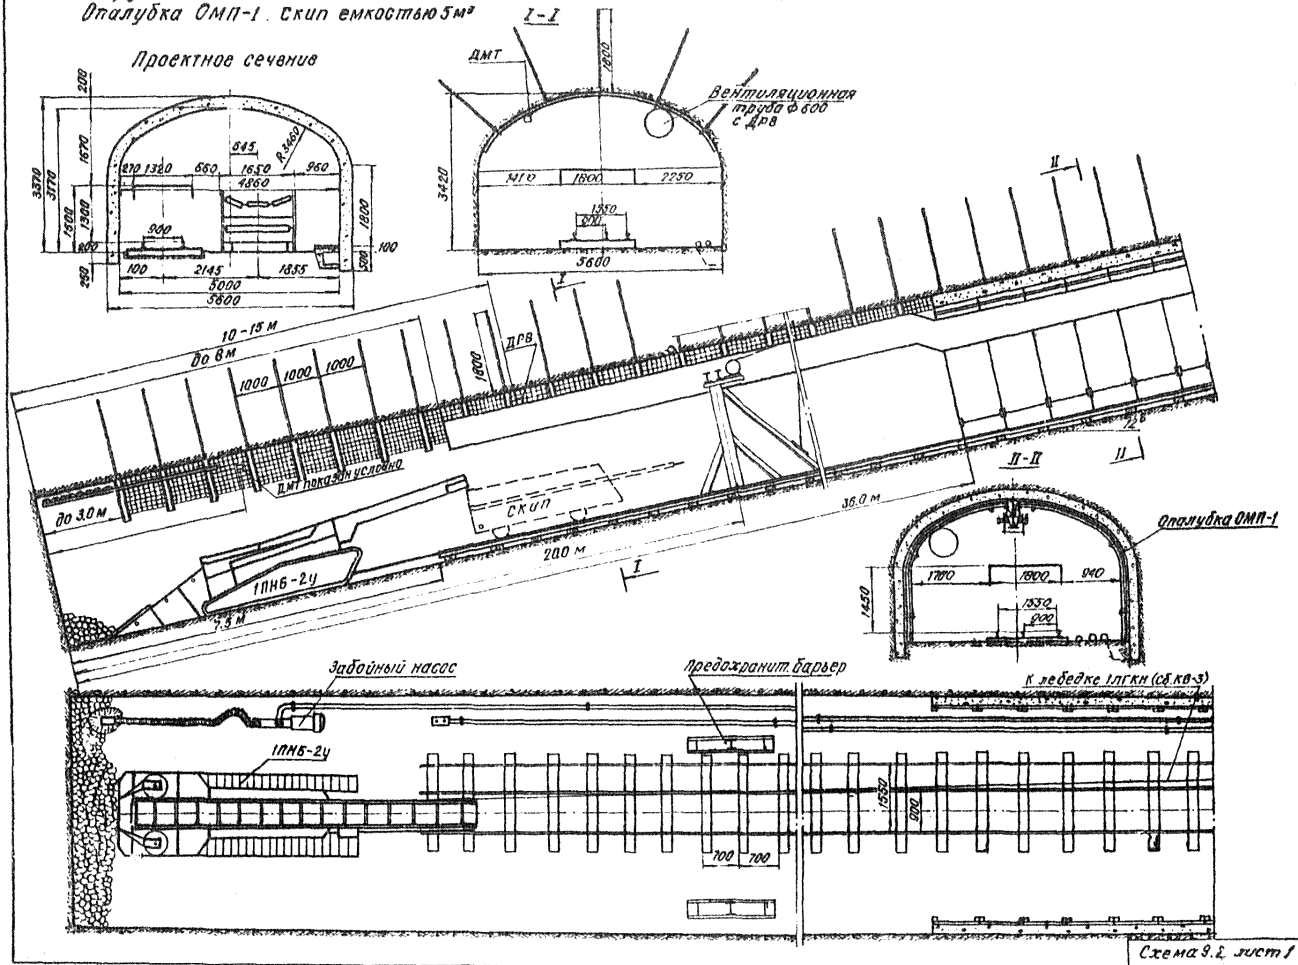 Опалубка ОМП-1. Скип емкостью 5м³
Проектное сечение
200
3370
3170
1670
1500
1300
200
250
270 1320
660
645
1650
R 3460
960
4860
900
1800
100
500
100
2145
1855
5000
5600
I-I
ДМТ
1800
Вентиляционная
труба ф 600
с ДРВ
3420
1800
2250
1550
900
5600
I
II
10-15 м
до 8 м
1000
1000
1000
1800
ДРВ
ДМТ показан условно
до 3,0 м
скип
1ПНБ-2у
7,5 м
20,0 м
36,0 м
I
II
II-II
Опалубка ОМП-1
1450
1800
940
1550
900
Забойный насос
Предохранит. барьер
К лебедке 1ЛГКН (сб. КВ-3)
1ПНБ-2у
1550
900
700
700
Схема 9.2 лист 1